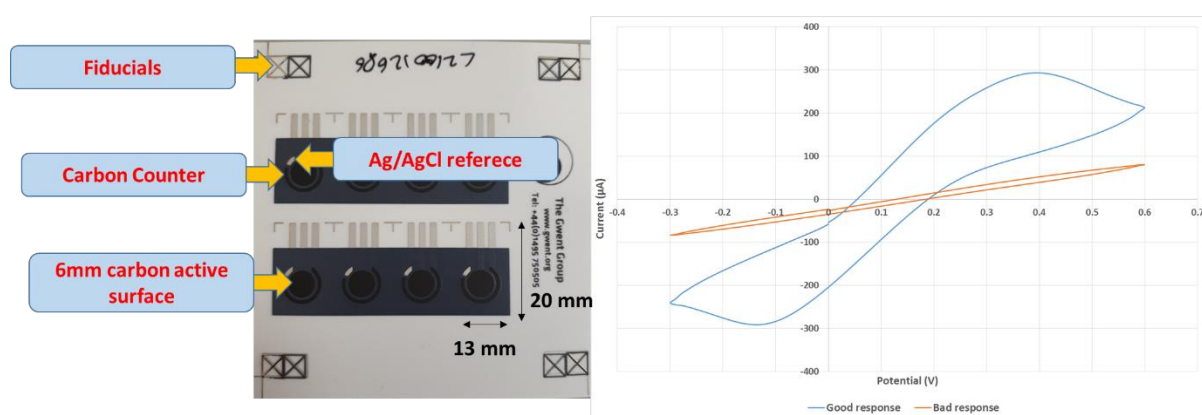 Fiducials
Carbon Counter
Ag/AgCl referece
6mm carbon active
surface
The Gwent Group
www.gwent.org
Tel: +44(0)1495 750505
20 mm
13 mm
400
300
200
100
0
-100
-200
-300
-400
-0.4 -0.3 -0.2 -0.1 0 0.1 0.2 0.3 0.4 0.5 0.6 0.7
Current (µA)
Potential (V)
Good response Bad response